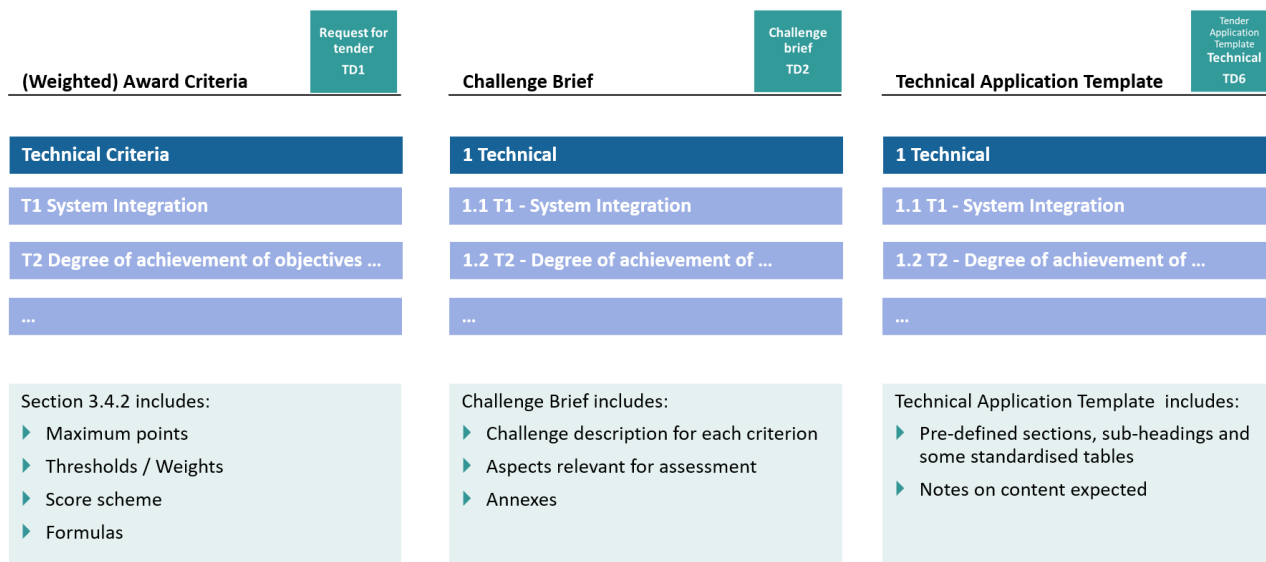 (Weighted) Award Criteria
Request for
tender
TD1
Technical Criteria
T1 System Integration
T2 Degree of achievement of objectives ...
...
Section 3.4.2 includes:
Maximum points
Thresholds / Weights
Score scheme
Formulas
Challenge Brief
Challenge
brief
TD2
1 Technical
1.1 T1 - System Integration
1.2 T2 - Degree of achievement of ...
...
Challenge Brief includes:
Challenge description for each criterion
Aspects relevant for assessment
Annexes
Technical Application Template
Tender
Application
Template
Technical
TD6
1 Technical
1.1 T1 - System Integration
1.2 T2 - Degree of achievement of ...
...
Technical Application Template includes:
Pre-defined sections, sub-headings and
some standardised tables
Notes on content expected